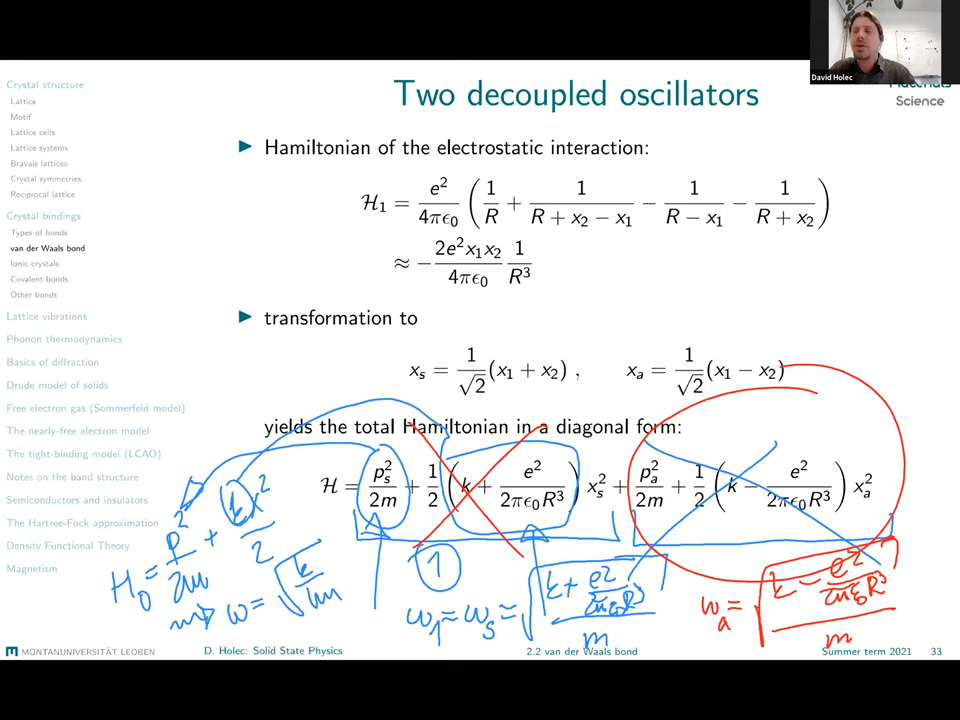 David Holec
Materials
Science
Crystal structure
Lattice
Motif
Lattice cells
Lattice systems
Bravais lattices
Crystal symmetries
Reciprocal lattice
Crystal bindings
Types of bonds
van der Waals bond
Ionic crystals
Covalent bonds
Other bonds
Lattice vibrations
Phonon thermodynamics
Basics of diffraction
Drude model of solids
Free electron gas (Sommerfeld model)
The nearly-free electron model
The tight-binding model (LCAO)
Notes on the band structure
Semiconductors and insulators
The Hartree-Fock approximation
Density Functional Theory
Magnetism
Two decoupled oscillators
▶ Hamiltonian of the electrostatic interaction:
ℋ₁ = e²/4πϵ₀ (1/R + 1/(R + x₂ − x₁) − 1/(R − x₁) − 1/(R + x₂))
≈ − 2e²x₁x₂/4πϵ₀ 1/R³
▶ transformation to
xₛ = 1/√2 (x₁ + x₂) , xₐ = 1/√2 (x₁ − x₂)
yields the total Hamiltonian in a diagonal form:
ℋ = pₛ²/2m + 1/2 (k + e²/2πϵ₀R³) xₛ² + pₐ²/2m + 1/2 (k − e²/2πϵ₀R³) xₐ²
H₀ = p²/2m + kx²/2
ω = √(k/m)
1
ω₁ = ωₛ = √((k + e²/2πε₀R³)/m)
ωₐ = √((k − e²/2πε₀R³)/m)
MONTANUNIVERSITÄT LEOBEN
D. Holec: Solid State Physics
2.2 van der Waals bond
Summer term 2021
33